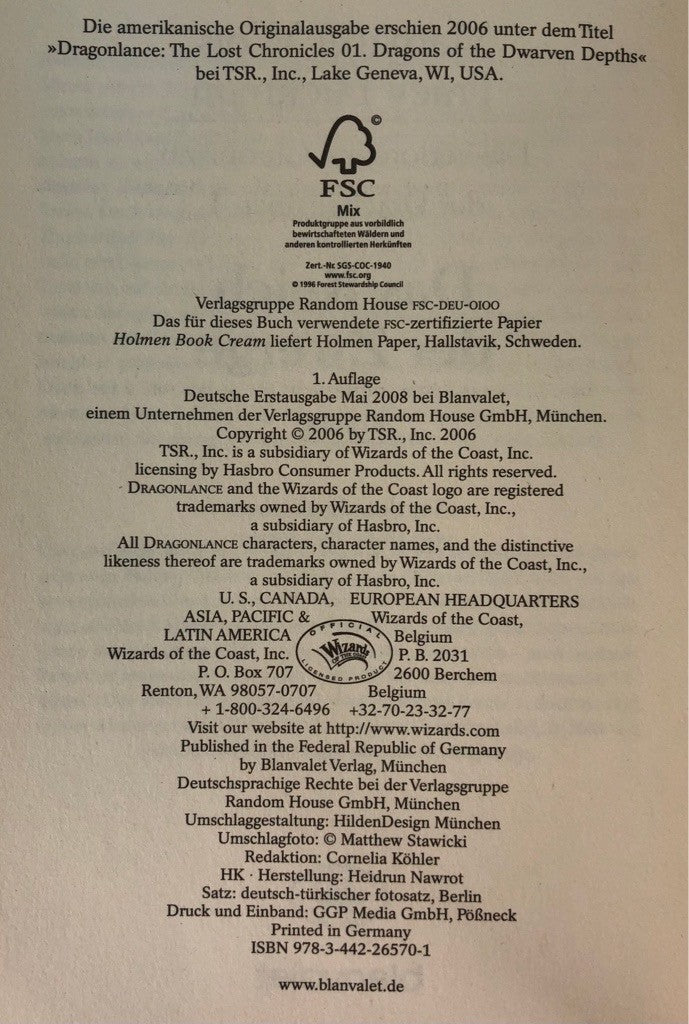 Die amerikanische Originalausgabe erschien 2006 unter dem Titel
»Dragonlance: The Lost Chronicles 01. Dragons of the Dwarven Depths«
bei TSR., Inc., Lake Geneva, WI, USA.
©
FSC
Mix
Produktgruppe aus vorbildlich
bewirtschafteten Wäldern und
anderen kontrollierten Herkünften
Zert.-Nr. SGS-COC-1940
www.fsc.org
© 1996 Forest Stewardship Council
Verlagsgruppe Random House FSC-DEU-0100
Das für dieses Buch verwendete FSC-zertifizierte Papier
Holmen Book Cream liefert Holmen Paper, Hallstavik, Schweden.
1. Auflage
Deutsche Erstausgabe Mai 2008 bei Blanvalet,
einem Unternehmen der Verlagsgruppe Random House GmbH, München.
Copyright © 2006 by TSR., Inc. 2006
TSR., Inc. is a subsidiary of Wizards of the Coast, Inc.
licensing by Hasbro Consumer Products. All rights reserved.
DRAGONLANCE and the Wizards of the Coast logo are registered
trademarks owned by Wizards of the Coast, Inc.,
a subsidiary of Hasbro, Inc.
All DRAGONLANCE characters, character names, and the distinctive
likeness thereof are trademarks owned by Wizards of the Coast, Inc.,
a subsidiary of Hasbro, Inc.
U. S., CANADA,
ASIA, PACIFIC &
LATIN AMERICA
Wizards of the Coast, Inc.
P. O. Box 707
Renton, WA 98057-0707
+ 1-800-324-6496
OFFICIAL
Wizards
OF THE COAST
LICENSED PRODUCT
EUROPEAN HEADQUARTERS
Wizards of the Coast,
Belgium
P. B. 2031
2600 Berchem
Belgium
+32-70-23-32-77
Visit our website at http://www.wizards.com
Published in the Federal Republic of Germany
by Blanvalet Verlag, München
Deutschsprachige Rechte bei der Verlagsgruppe
Random House GmbH, München
Umschlaggestaltung: HildenDesign München
Umschlagfoto: © Matthew Stawicki
Redaktion: Cornelia Köhler
HK · Herstellung: Heidrun Nawrot
Satz: deutsch-türkischer fotosatz, Berlin
Druck und Einband: GGP Media GmbH, Pößneck
Printed in Germany
ISBN 978-3-442-26570-1
www.blanvalet.de